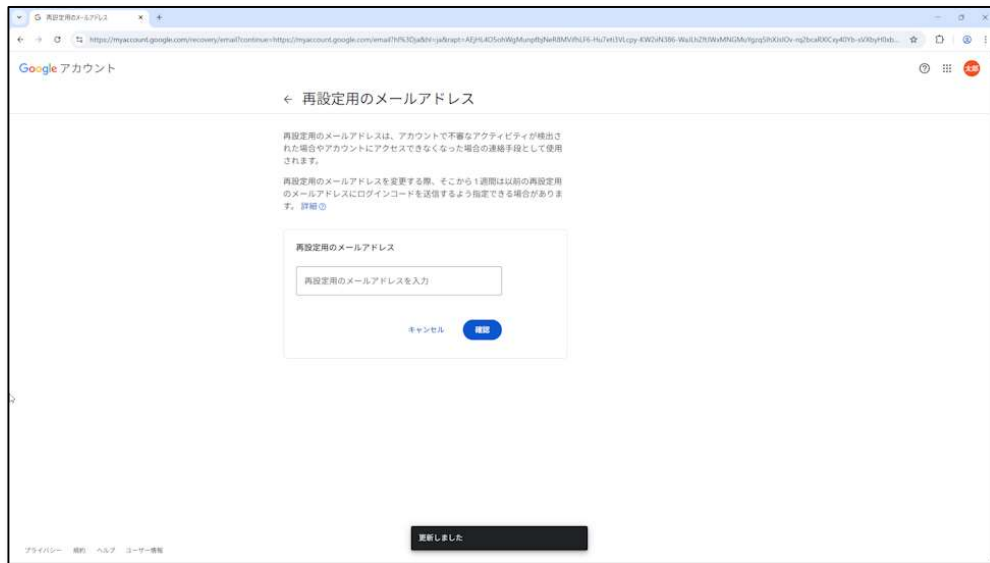 再設定用のメールアドレス
Google アカウント
太郎
← 再設定用のメールアドレス
再設定用のメールアドレスは、アカウントで不審なアクティビティが検出さ
れた場合やアカウントにアクセスできなくなった場合の連絡手段として使用
されます。
再設定用のメールアドレスを変更する際、そこから1週間は以前の再設定用
のメールアドレスにログインコードを送信するよう指定できる場合がありま
す。 詳細
再設定用のメールアドレス
再設定用のメールアドレスを入力
キャンセル 確認
更新しました
プライバシー 規約 ヘルプ ユーザー情報